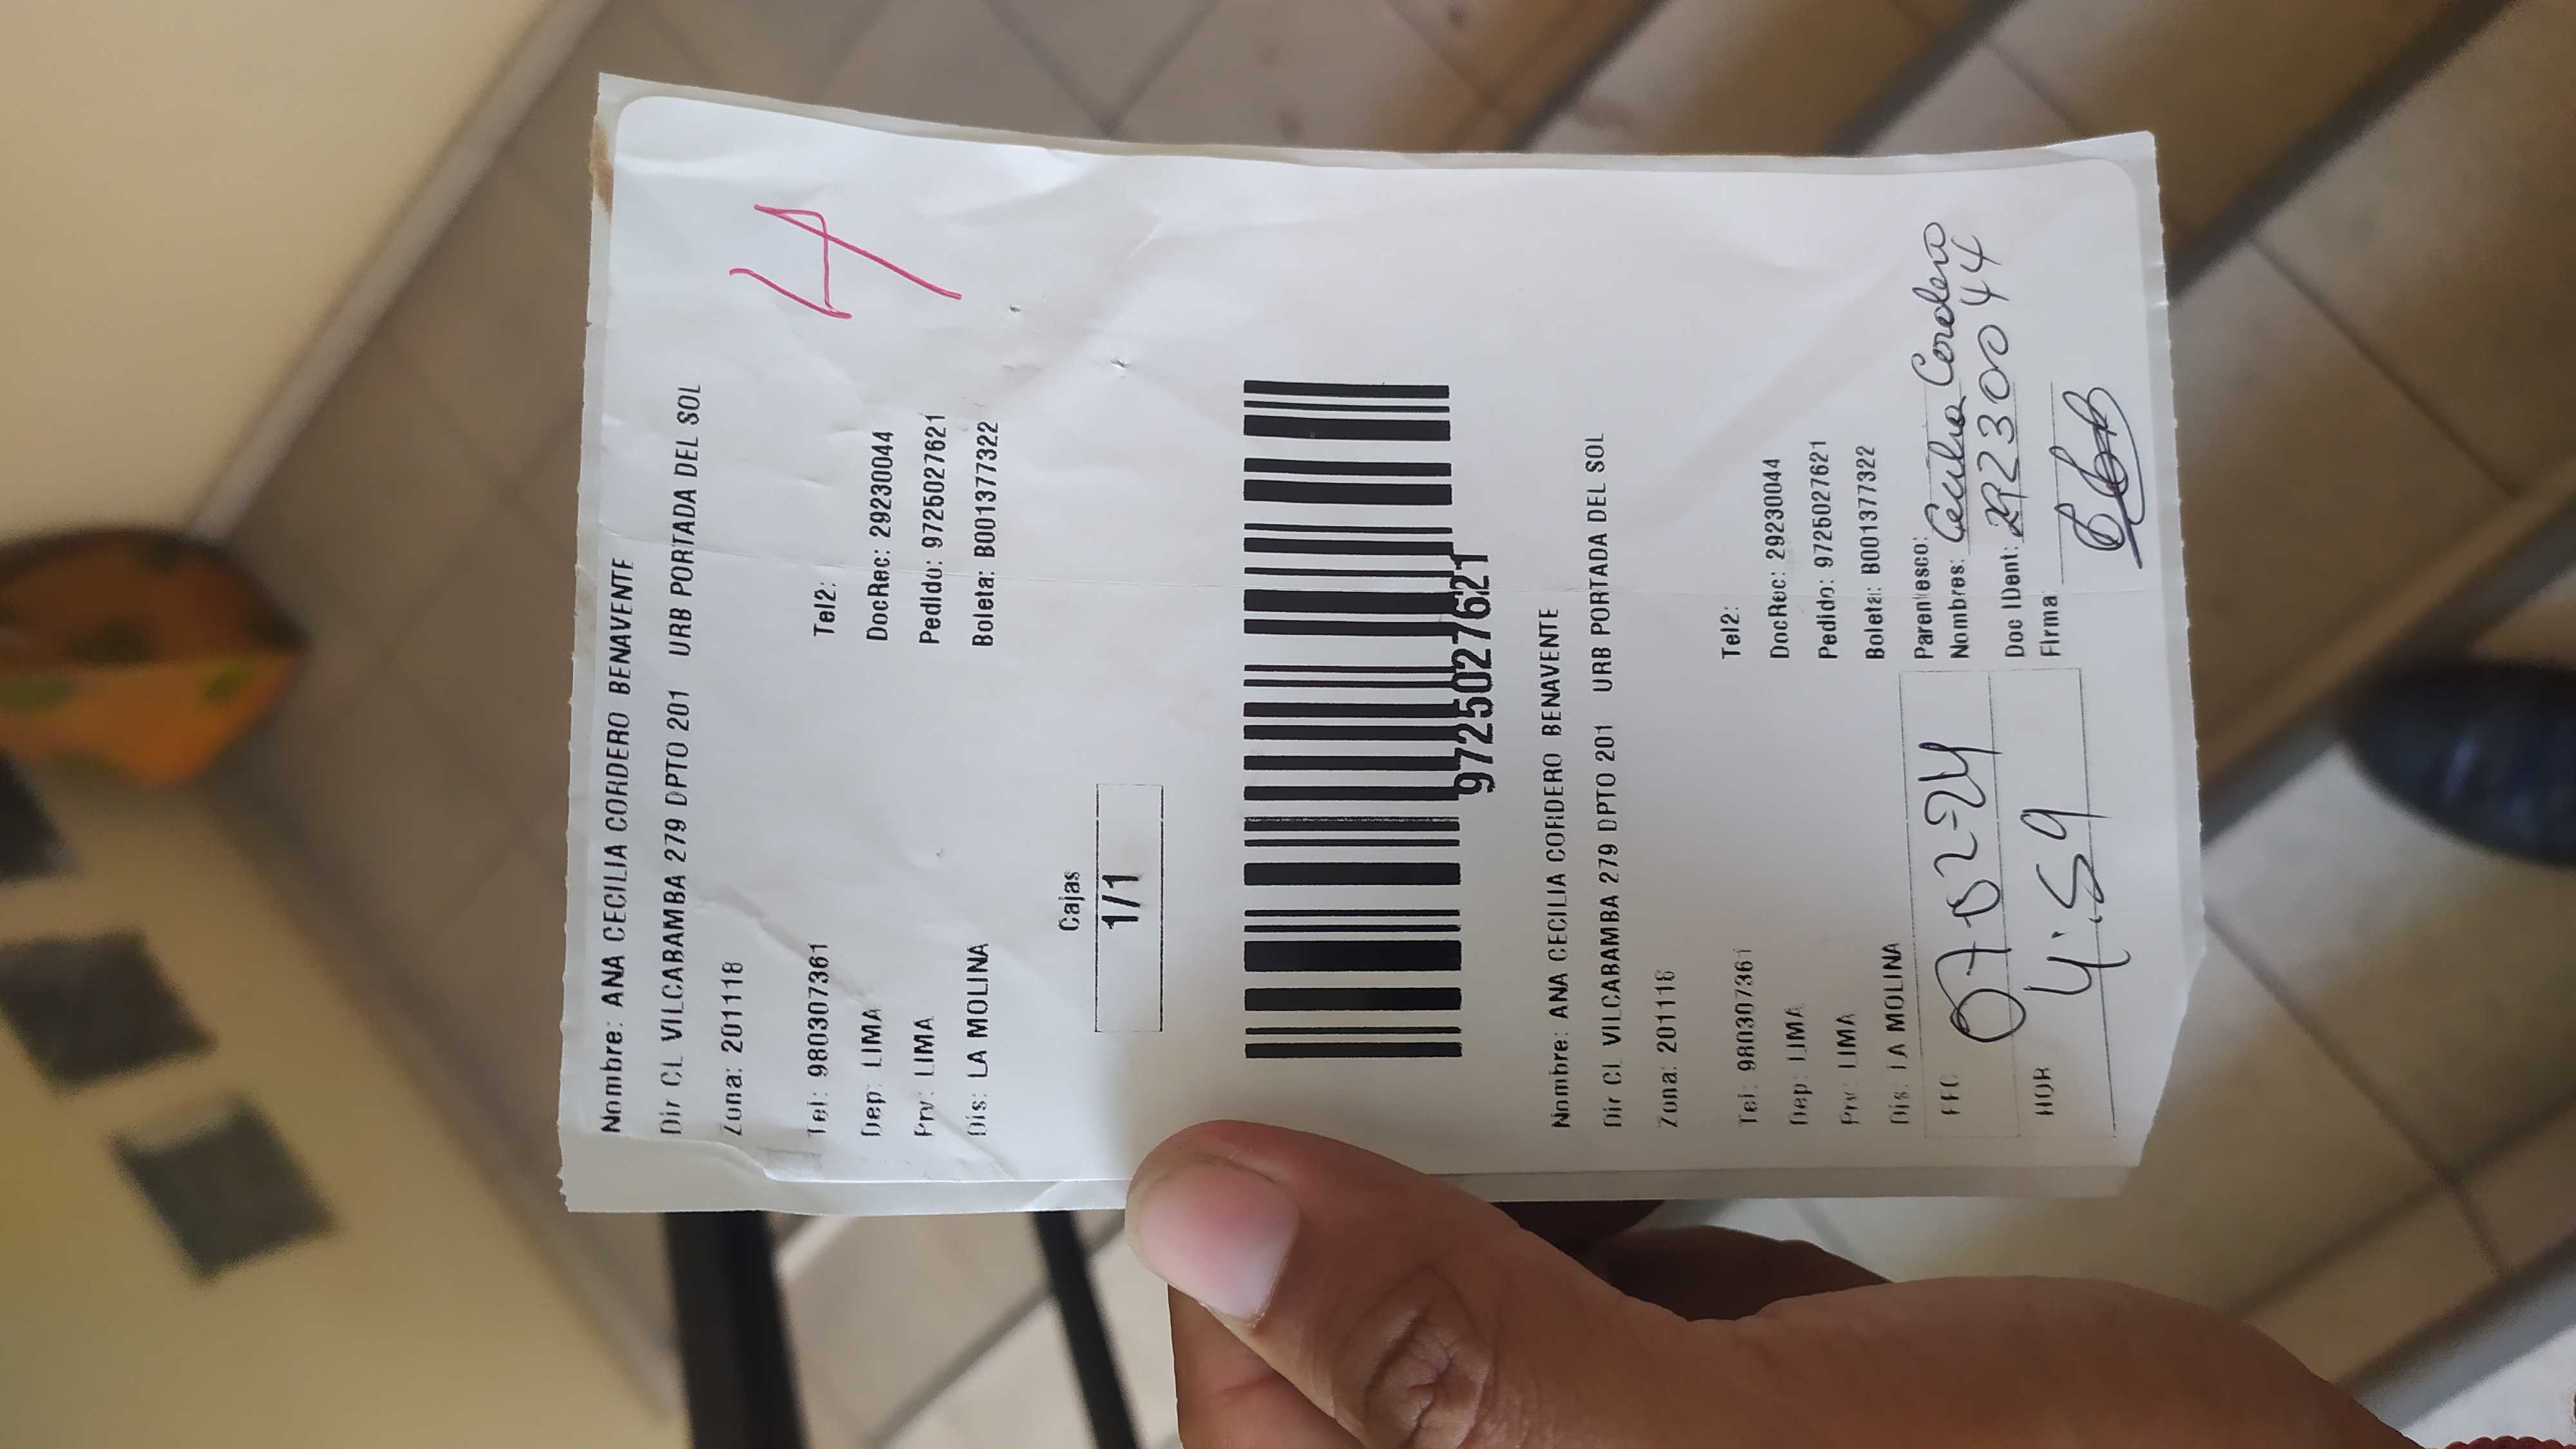 Nombre: ANA CECILIA CORDERO BENAVENTE
Dir CL VILCABAMBA 279 DPTO 201 URB PORTADA DEL SOL
Zona: 201118
H
Tel: 980307361 Tel2:
Dep: LIMA DocRec: 29230044
Prv: LIMA Pedido: 9725027621
Dis: LA MOLINA Boleta: B001377322
Cajas
1/1
9725027621
Nombre: ANA CECILIA CORDERO BENAVENTE
Dir CL VILCABAMBA 279 DPTO 201 URB PORTADA DEL SOL
Zona: 201118
Tel: 980307361 Tel2:
Dep: LIMA DocRec: 29230044
Prv: LIMA Pedido: 9725027621
Dis: LA MOLINA Boleta: B001377322
Parentesco:
FEC 07-02-24 Nombres: Cecilia Cordero
Doc IDent: 29230044
HOR 4:59 Firma: